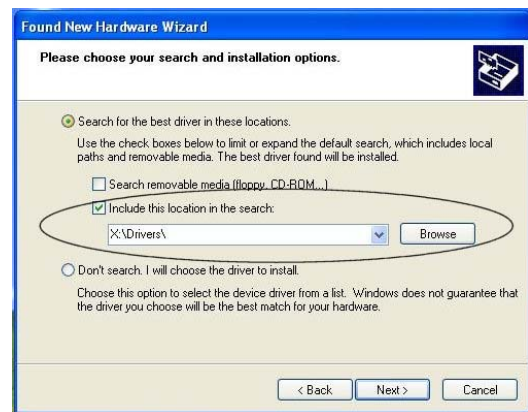 Found New Hardware Wizard
Please choose your search and installation options.
Search for the best driver in these locations.
Use the check boxes below to limit or expand the default search, which includes local
paths and removable media. The best driver found will be installed.
Search removable media (floppy, CD-ROM...)
Include this location in the search:
X:\Drivers\
Browse
Don't search. I will choose the driver to install.
Choose this option to select the device driver from a list. Windows does not guarantee that
the driver you choose will be the best match for your hardware.
< Back
Next >
Cancel